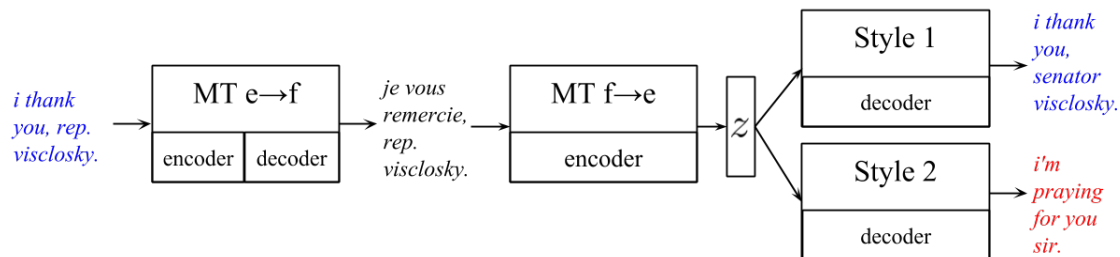 i thank
you, rep.
visclosky.
MT e→f
encoder
decoder
je vous
remercie,
rep.
visclosky.
MT f→e
encoder
z
Style 1
decoder
i thank
you,
senator
visclosky.
Style 2
decoder
i'm
praying
for you
sir.